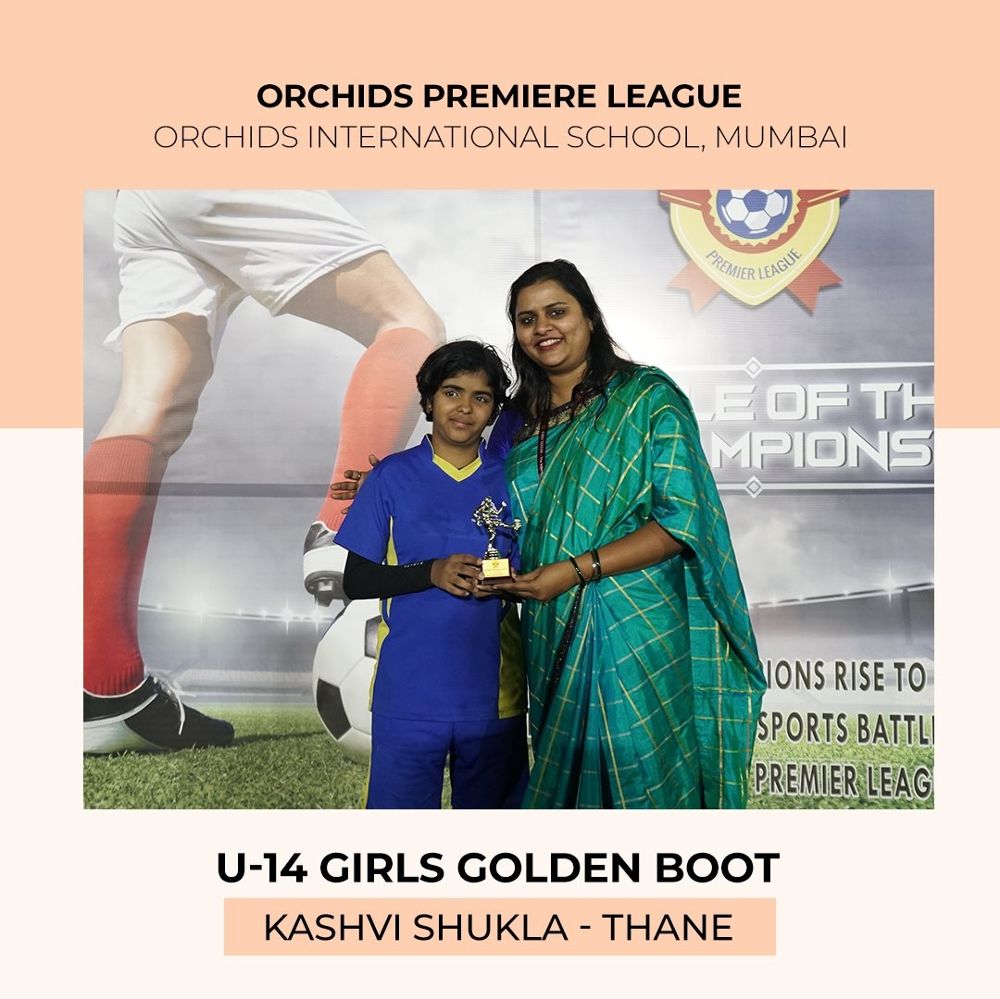 ORCHIDS PREMIERE LEAGUE
ORCHIDS INTERNATIONAL SCHOOL, MUMBAI
PREMIER LEAGUE
LE OF TH
MPIONS
IONS RISE TO
SPORTS BATTL
PREMIER LEAG
U-14 GIRLS GOLDEN BOOT
KASHVI SHUKLA - THANE